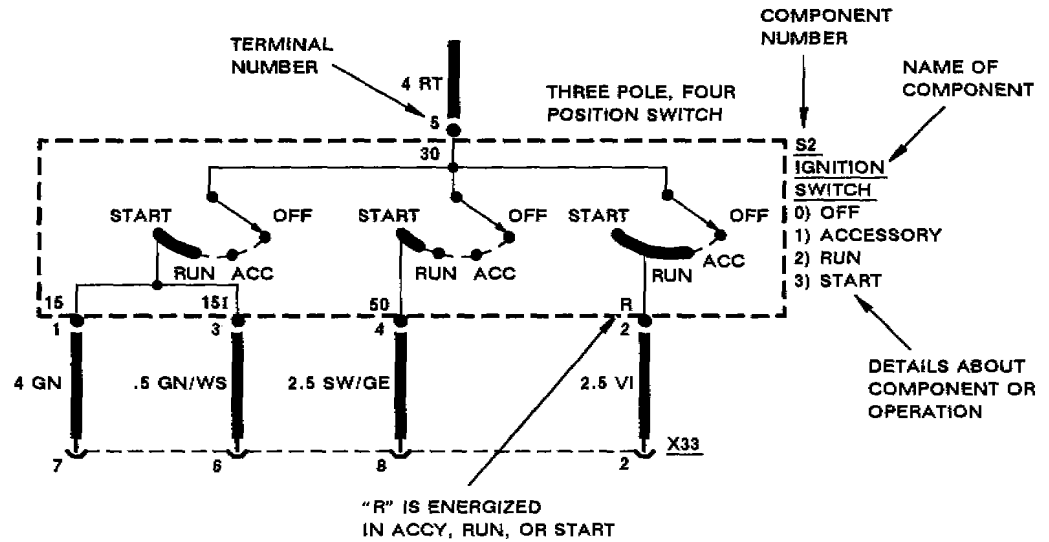 COMPONENT
NUMBER
TERMINAL
NUMBER
NAME OF
COMPONENT
4 RT
THREE POLE, FOUR
POSITION SWITCH
5
30
S2
IGNITION
SWITCH
0) OFF
1) ACCESSORY
2) RUN
3) START
START
OFF
RUN
ACC
START
OFF
RUN
ACC
START
OFF
RUN
ACC
15
15I
50
R
1
3
4
2
4 GN
.5 GN/WS
2.5 SW/GE
2.5 VI
DETAILS ABOUT
COMPONENT OR
OPERATION
7
6
8
2
X33
"R" IS ENERGIZED
IN ACCY, RUN, OR START